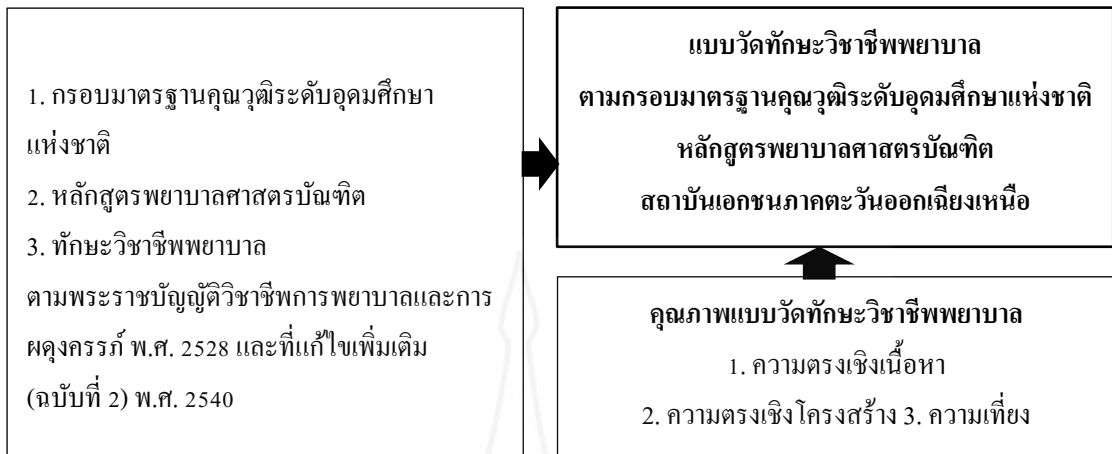 1. กรอบมาตรฐานคุณวุฒิระดับอุดมศึกษา
แห่งชาติ
2. หลักสูตรพยาบาลศาสตรบัณฑิต
3. ทักษะวิชาชีพพยาบาล
ตามพระราชบัญญัติวิชาชีพการพยาบาลและการ
ผดุงครรภ์ พ.ศ. 2528 และที่แก้ไขเพิ่มเติม
(ฉบับที่ 2) พ.ศ. 2540
แบบวัดทักษะวิชาชีพพยาบาล
ตามกรอบมาตรฐานคุณวุฒิระดับอุดมศึกษาแห่งชาติ
หลักสูตรพยาบาลศาสตรบัณฑิต
สถาบันเอกชนภาคตะวันออกเฉียงเหนือ
คุณภาพแบบวัดทักษะวิชาชีพพยาบาล
1. ความตรงเชิงเนื้อหา
2. ความตรงเชิงโครงสร้าง 3. ความเที่ยง